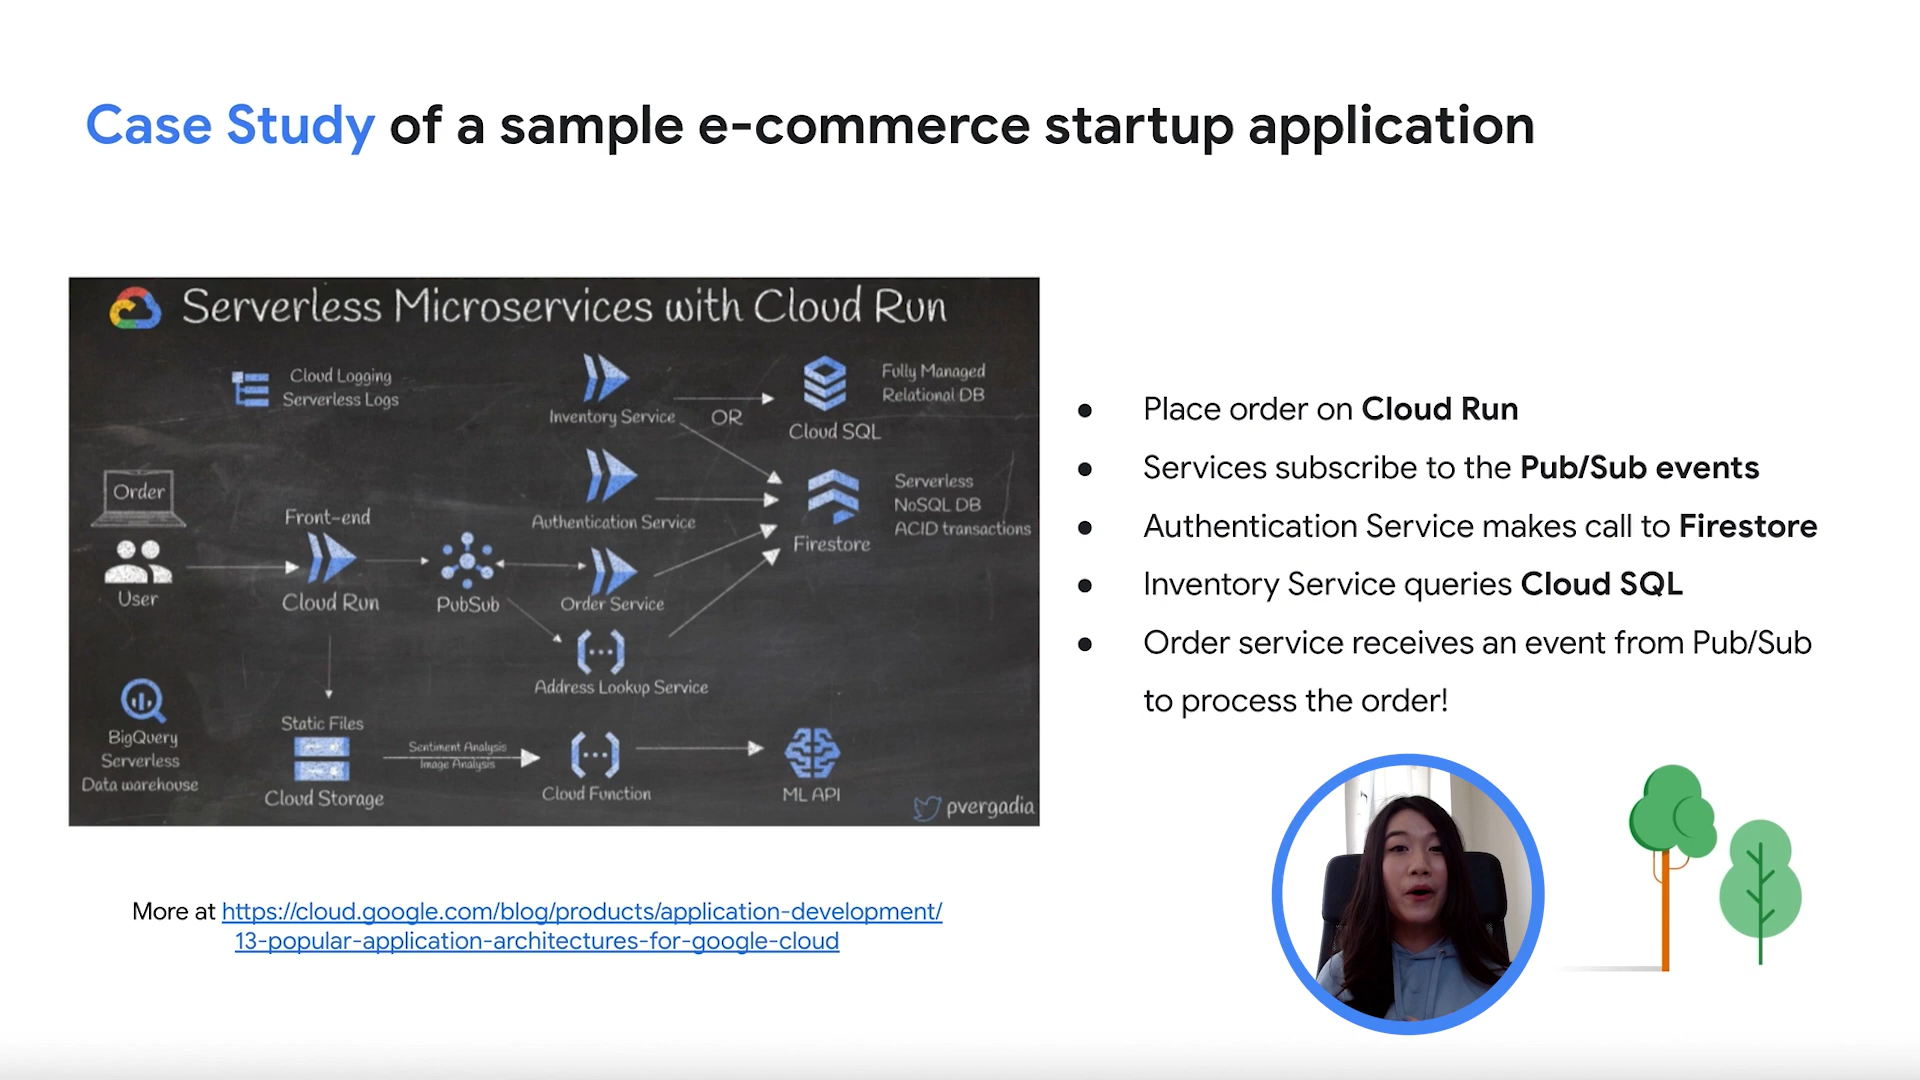 Case Study of a sample e-commerce startup application
Serverless Microservices with Cloud Run
Cloud Logging
Serverless Logs
Inventory Service
OR
Cloud SQL
Fully Managed
Relational DB
Order
User
Front-end
Cloud Run
PubSub
Authentication Service
Order Service
Address Lookup Service
Firestore
Serverless
NoSQL DB
ACID transactions
BigQuery
Serverless
Data warehouse
Static Files
Cloud Storage
Sentiment Analysis
Image Analysis
Cloud Function
ML API
pvergadia
● Place order on Cloud Run
● Services subscribe to the Pub/Sub events
● Authentication Service makes call to Firestore
● Inventory Service queries Cloud SQL
● Order service receives an event from Pub/Sub
to process the order!
More at https://cloud.google.com/blog/products/application-development/
13-popular-application-architectures-for-google-cloud